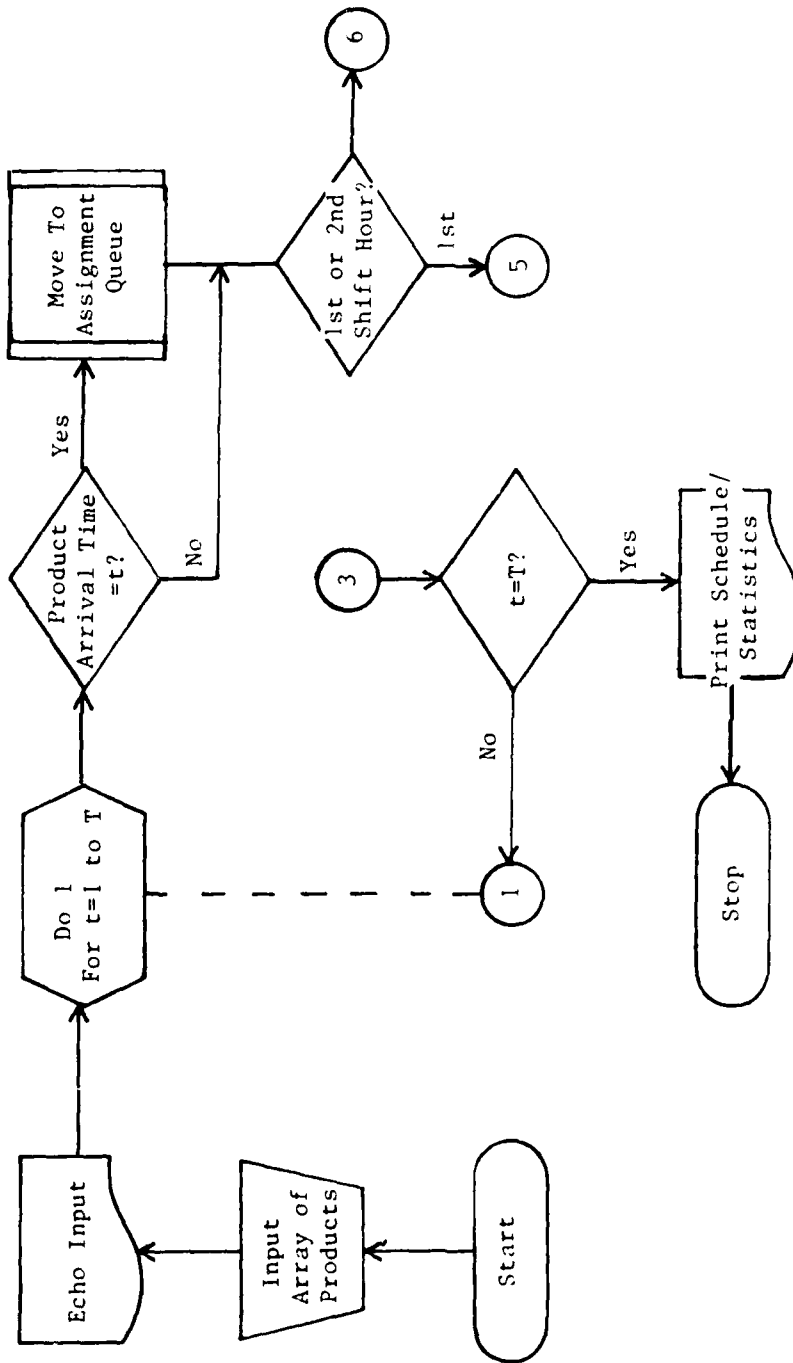 Start
Input
Array of
Products
Echo Input
Do 1
For t=1 to T
Product
Arrival Time
=t?
Yes
No
Move To
Assignment
Queue
1st or 2nd
Shift Hour?
1st
5
6
3
t=T?
No
1
Yes
Print Schedule/
Statistics
Stop